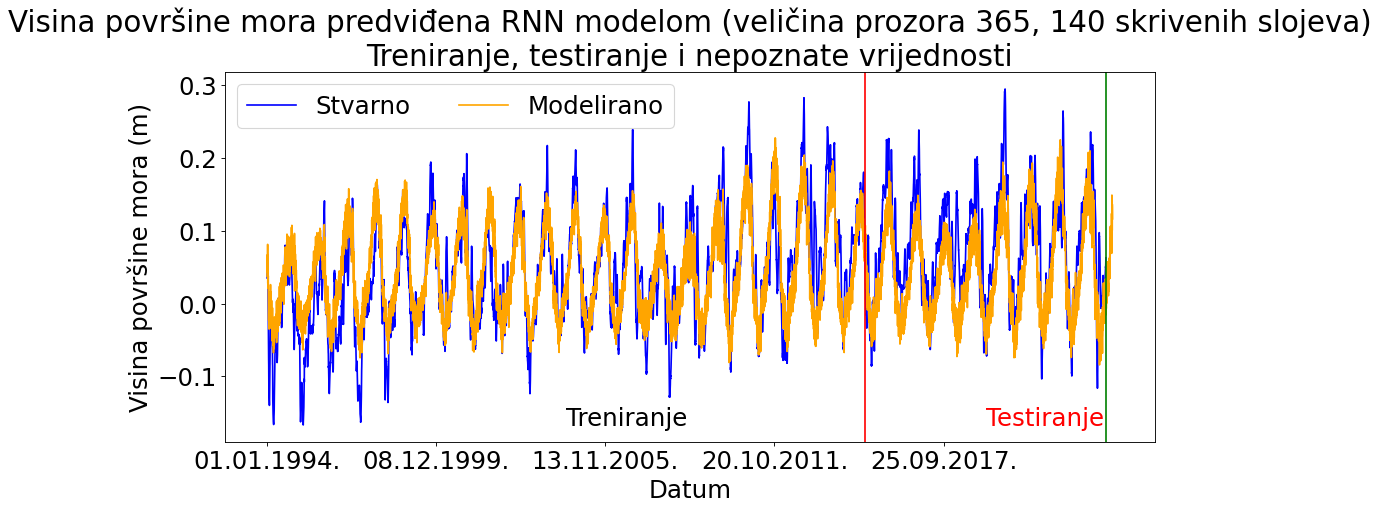 Visina površine mora predviđena RNN modelom (veličina prozora 365, 140 skrivenih slojeva)
Treniranje, testiranje i nepoznate vrijednosti
Stvarno Modelirano
Visina površine mora (m)
0.3
0.2
0.1
0.0
−0.1
Treniranje
Testiranje
01.01.1994. 08.12.1999. 13.11.2005. 20.10.2011. 25.09.2017.
Datum